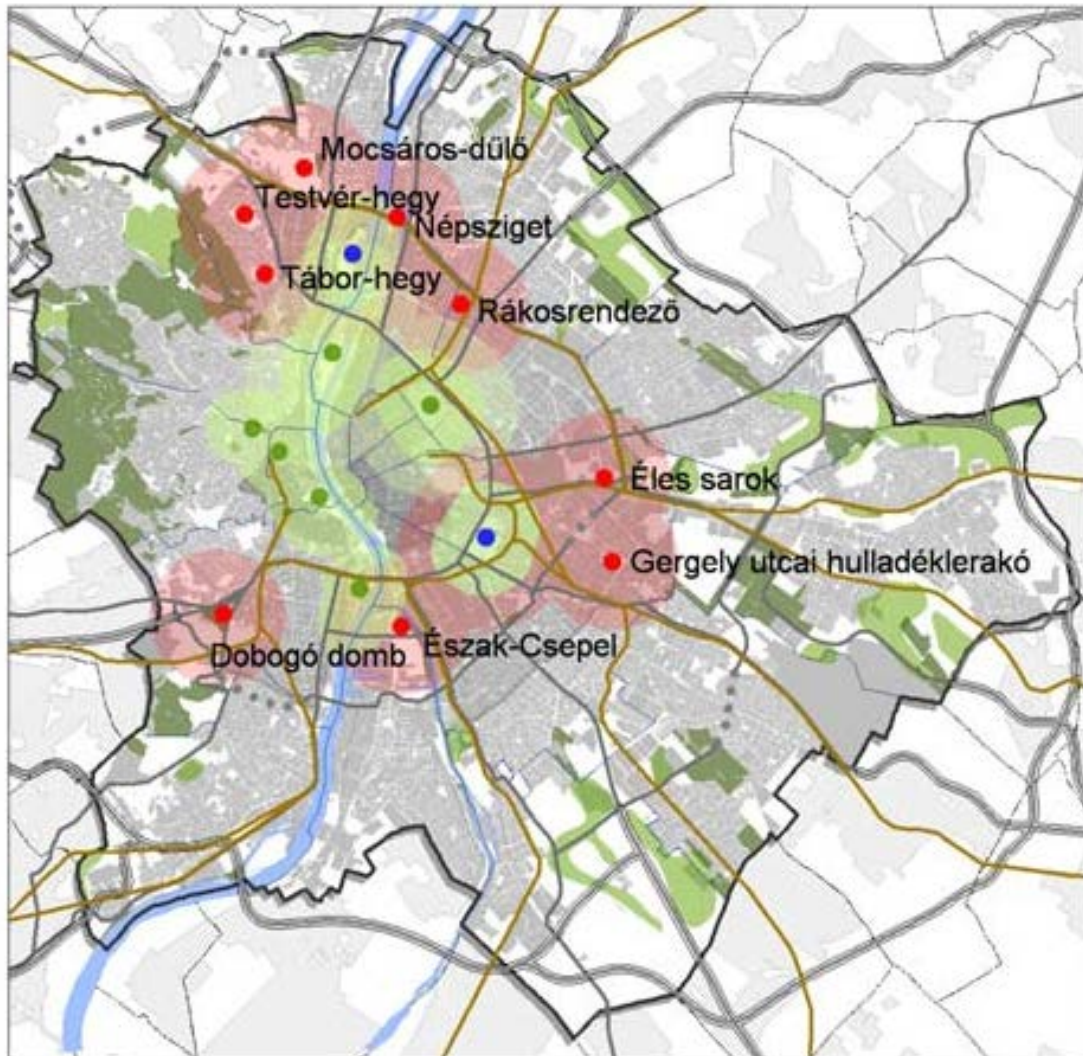 Mocsáros-dűlő
Testvér-hegy
Népsziget
Tábor-hegy
Rákosrendező
Éles sarok
Gergely utcai hulladéklerakó
Észak-Csepel
Dobogó domb